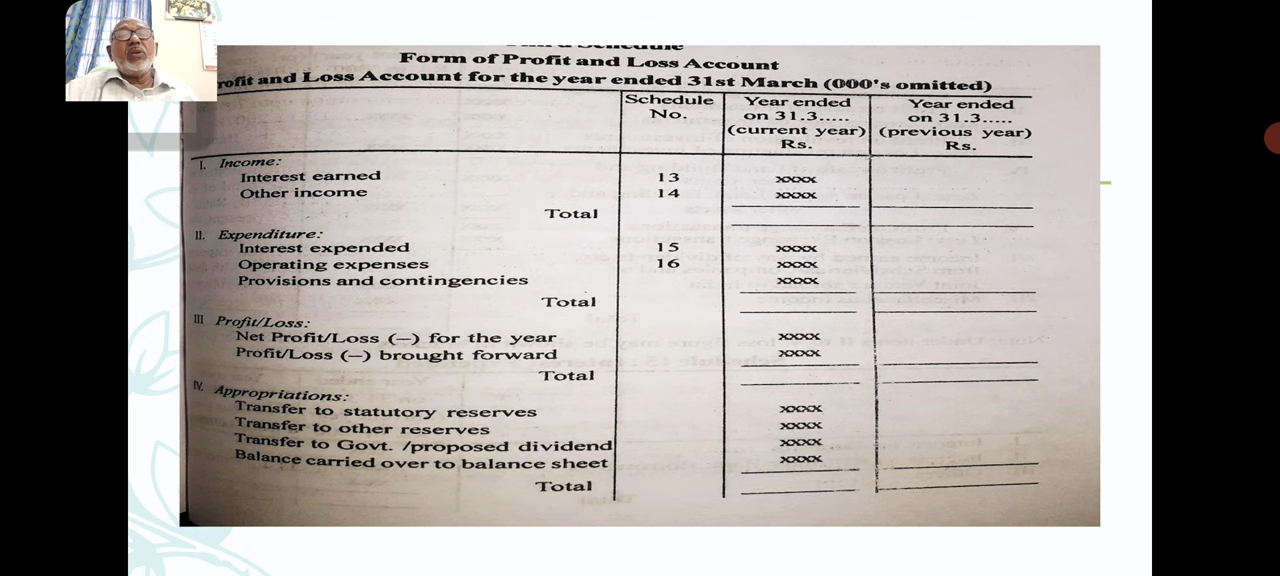 Third Schedule
Form of Profit and Loss Account
rofit and Loss Account for the year ended 31st March (000's omitted)
Schedule No. Year ended on 31.3..... (current year) Rs. Year ended on 31.3..... (previous year) Rs.
I. Income:
Interest earned 13 xxxx
Other income 14 xxxx
Total
II. Expenditure:
Interest expended 15 xxxx
Operating expenses 16 xxxx
Provisions and contingencies xxxx
Total
III Profit/Loss:
Net Profit/Loss (—) for the year xxxx
Profit/Loss (—) brought forward xxxx
Total
IV. Appropriations:
Transfer to statutory reserves xxxx
Transfer to other reserves xxxx
Transfer to Govt. /proposed dividend xxxx
Balance carried over to balance sheet xxxx
Total